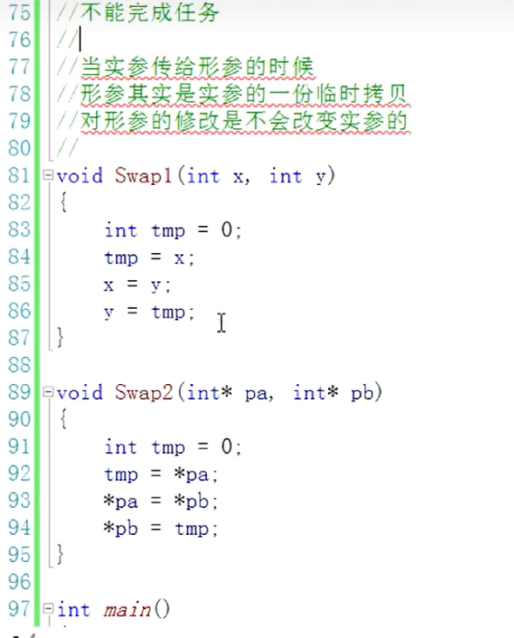 75 //不能完成任务
76 //
77 //当实参传给形参的时候
78 //形参其实是实参的一份临时拷贝
79 //对形参的修改是不会改变实参的
80 //
81 void Swap1(int x, int y)
82 {
83 int tmp = 0;
84 tmp = x;
85 x = y;
86 y = tmp;
87 }
88
89 void Swap2(int* pa, int* pb)
90 {
91 int tmp = 0;
92 tmp = *pa;
93 *pa = *pb;
94 *pb = tmp;
95 }
96
97 int main()